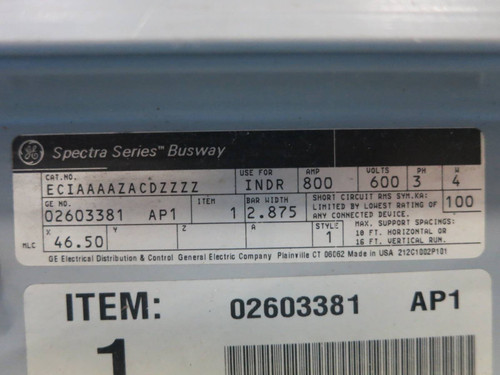 GE Spectra Series™ Busway
CAT.NO. USE FOR AMP VOLTS PH W
ECIAAAAZACDZZZZ INDR 800 600 3 4
GE NO. ITEM BAR WIDTH SHORT CIRCUIT RMS SYM.KA:
02603381 AP1 1 2.875 LIMITED BY LOWEST RATING OF 100
ANY CONNECTED DEVICE.
X Y Z A STYLE MAX. SUPPORT SPACINGS:
MLC 46.50 1 10 FT. HORIZONTAL OR
16 FT. VERTICAL RUN.
GE Electrical Distribution & Control General Electric Company Plainville CT 06062 Made in USA 212C1002P101
ITEM: 02603381 AP1
1